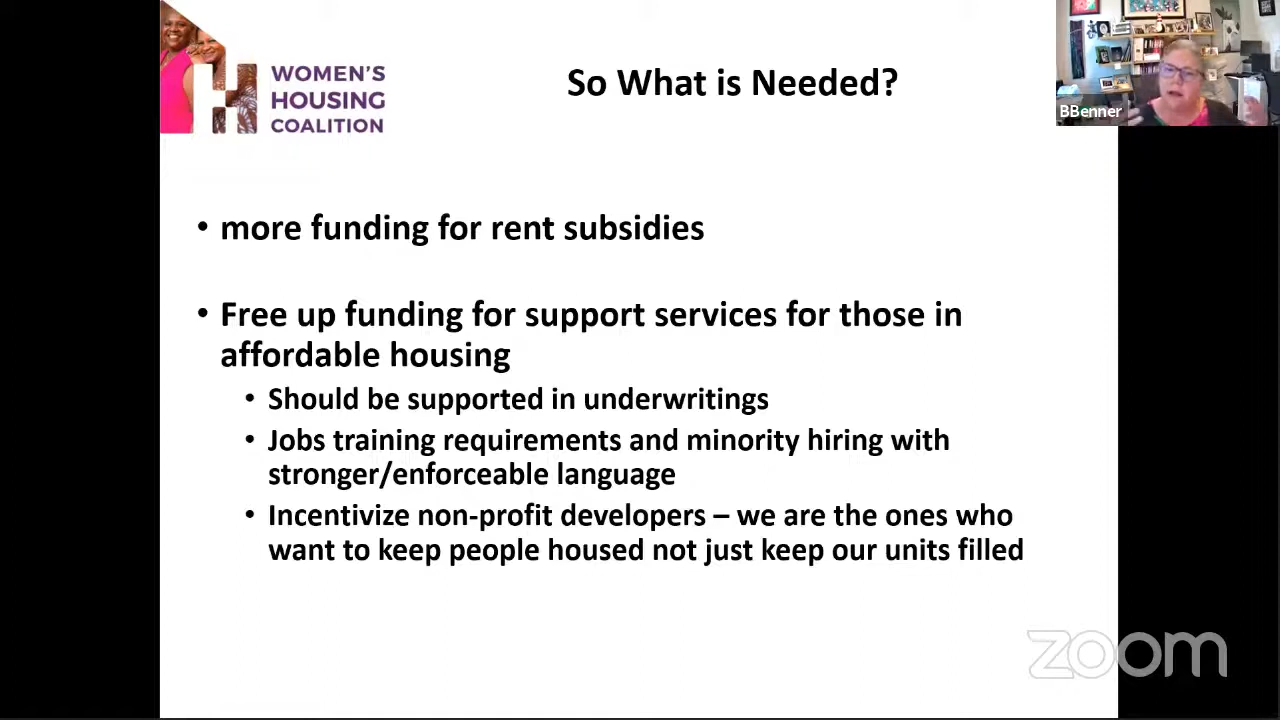 WOMEN'S
HOUSING
COALITION
So What is Needed?
BBenner
• more funding for rent subsidies
• Free up funding for support services for those in
affordable housing
• Should be supported in underwritings
• Jobs training requirements and minority hiring with
stronger/enforceable language
• Incentivize non-profit developers – we are the ones who
want to keep people housed not just keep our units filled
zoom